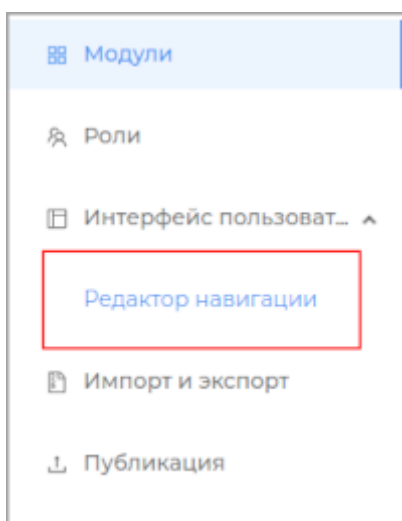 Модули
Роли
Интерфейс пользоват...
Редактор навигации
Импорт и экспорт
Публикация